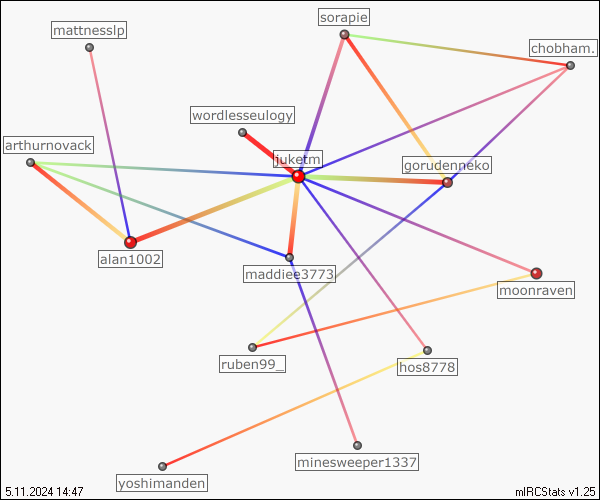 sorapie
mattnesslp
chobham.
wordlesseulogy
arthurnovack
juketm
gorudenneko
alan1002
maddiee3773
moonraven
ruben99_
hos8778
minesweeper1337
yoshimanden
5.11.2024 14:47
mIRCStats v1.25